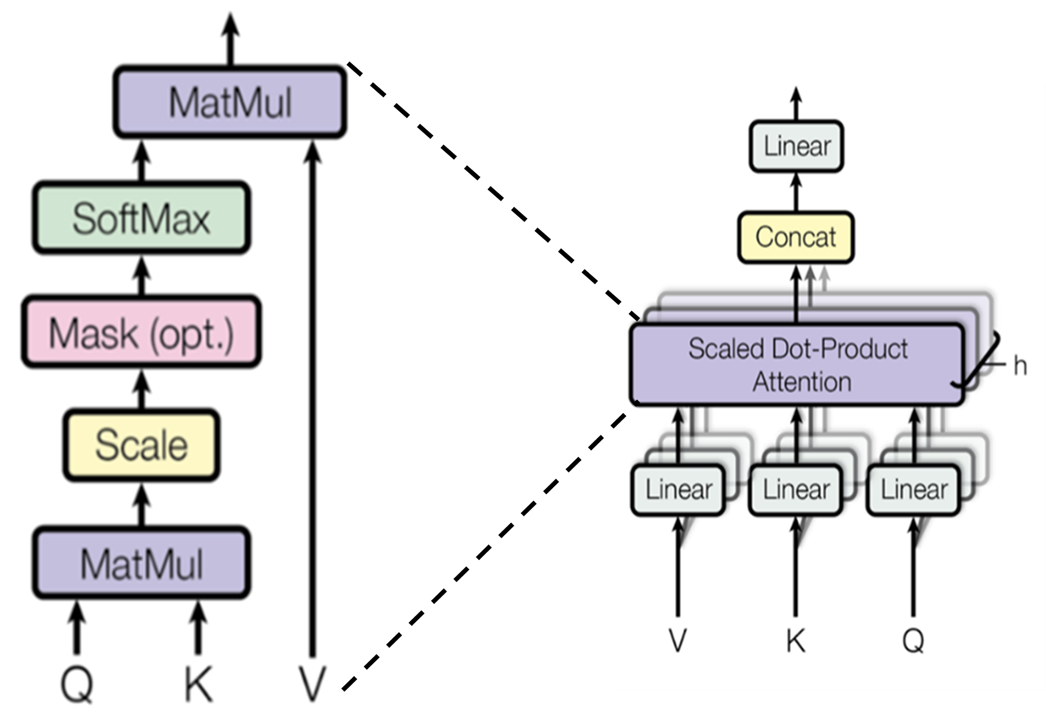 MatMul
SoftMax
Mask (opt.)
Scale
MatMul
Q K V
Linear
Concat
Scaled Dot-Product
Attention
h
Linear Linear Linear
V K Q